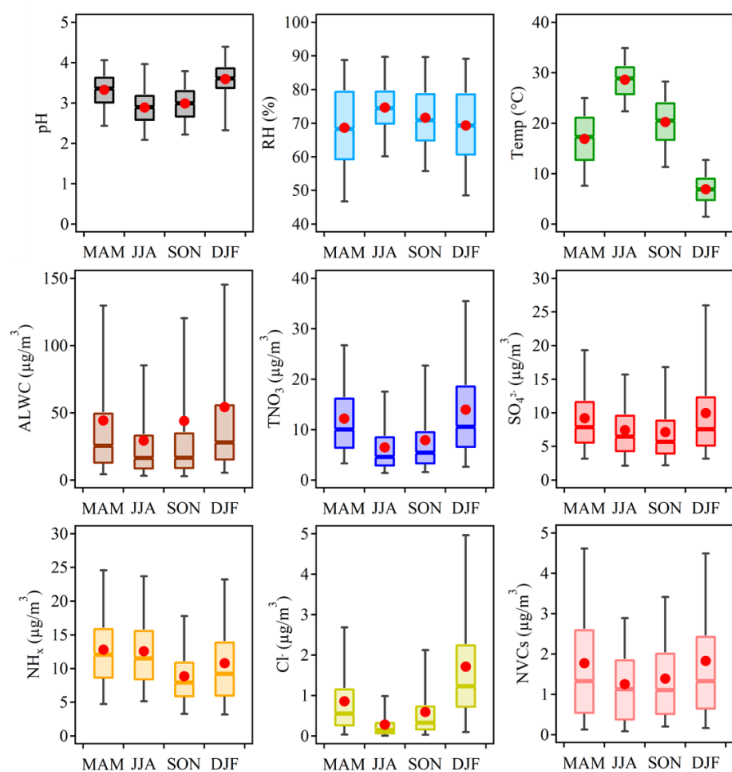 5
4
3
2
1
0
pH
MAM JJA SON DJF
100
90
80
70
60
50
40
RH (%)
MAM JJA SON DJF
40
30
20
10
0
Temp (°C)
MAM JJA SON DJF
150
100
50
0
ALWC (μg/m³)
MAM JJA SON DJF
40
30
20
10
0
TNO₃ (μg/m³)
MAM JJA SON DJF
30
25
20
15
10
5
0
SO₄²⁻ (μg/m³)
MAM JJA SON DJF
30
25
20
15
10
5
0
NHₓ (μg/m³)
MAM JJA SON DJF
5
4
3
2
1
0
Cl⁻ (μg/m³)
MAM JJA SON DJF
5
4
3
2
1
0
NVCs (μg/m³)
MAM JJA SON DJF